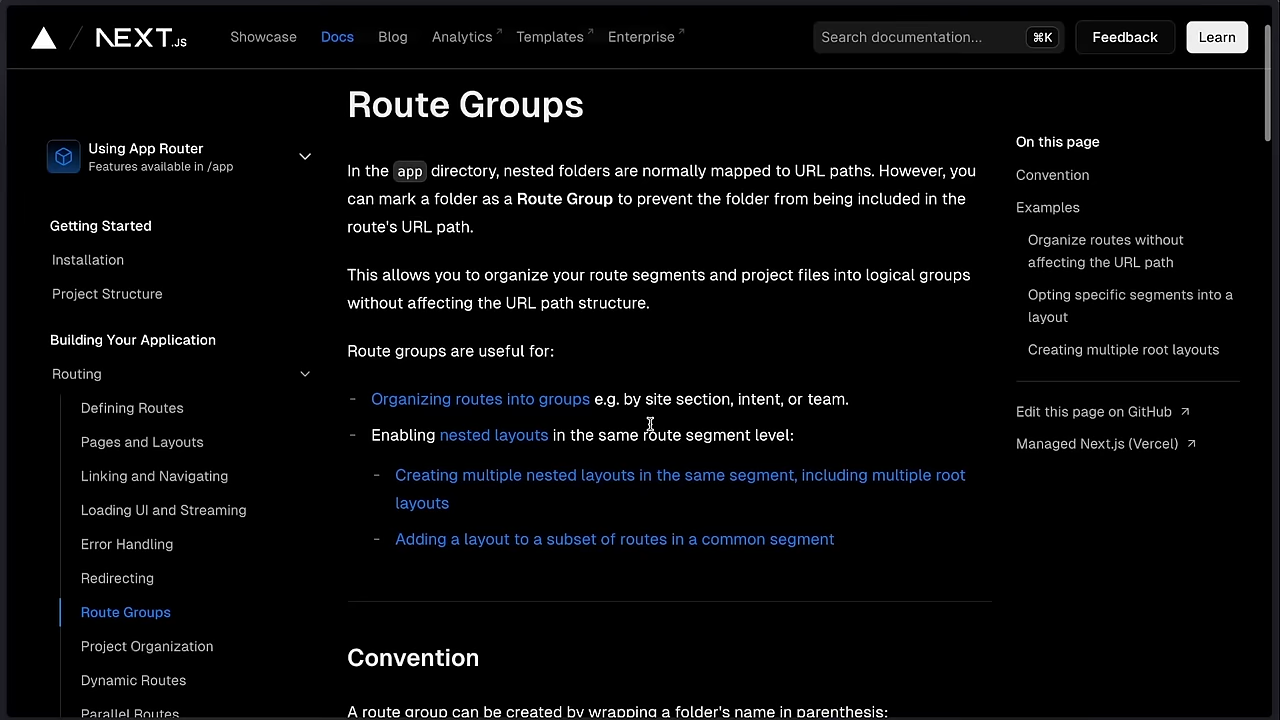 NEXT.JS
Showcase
Docs
Blog
Analytics
Templates
Enterprise
Search documentation...
⌘K
Feedback
Learn
Using App Router
Features available in /app
Getting Started
Installation
Project Structure
Building Your Application
Routing
Defining Routes
Pages and Layouts
Linking and Navigating
Loading UI and Streaming
Error Handling
Redirecting
Route Groups
Project Organization
Dynamic Routes
Parallel Routes
Route Groups
In the app directory, nested folders are normally mapped to URL paths. However, you
can mark a folder as a Route Group to prevent the folder from being included in the
route's URL path.
This allows you to organize your route segments and project files into logical groups
without affecting the URL path structure.
Route groups are useful for:
- Organizing routes into groups e.g. by site section, intent, or team.
- Enabling nested layouts in the same route segment level:
- Creating multiple nested layouts in the same segment, including multiple root
layouts
- Adding a layout to a subset of routes in a common segment
Convention
A route group can be created by wrapping a folder's name in parenthesis:
On this page
Convention
Examples
Organize routes without
affecting the URL path
Opting specific segments into a
layout
Creating multiple root layouts
Edit this page on GitHub
Managed Next.js (Vercel)